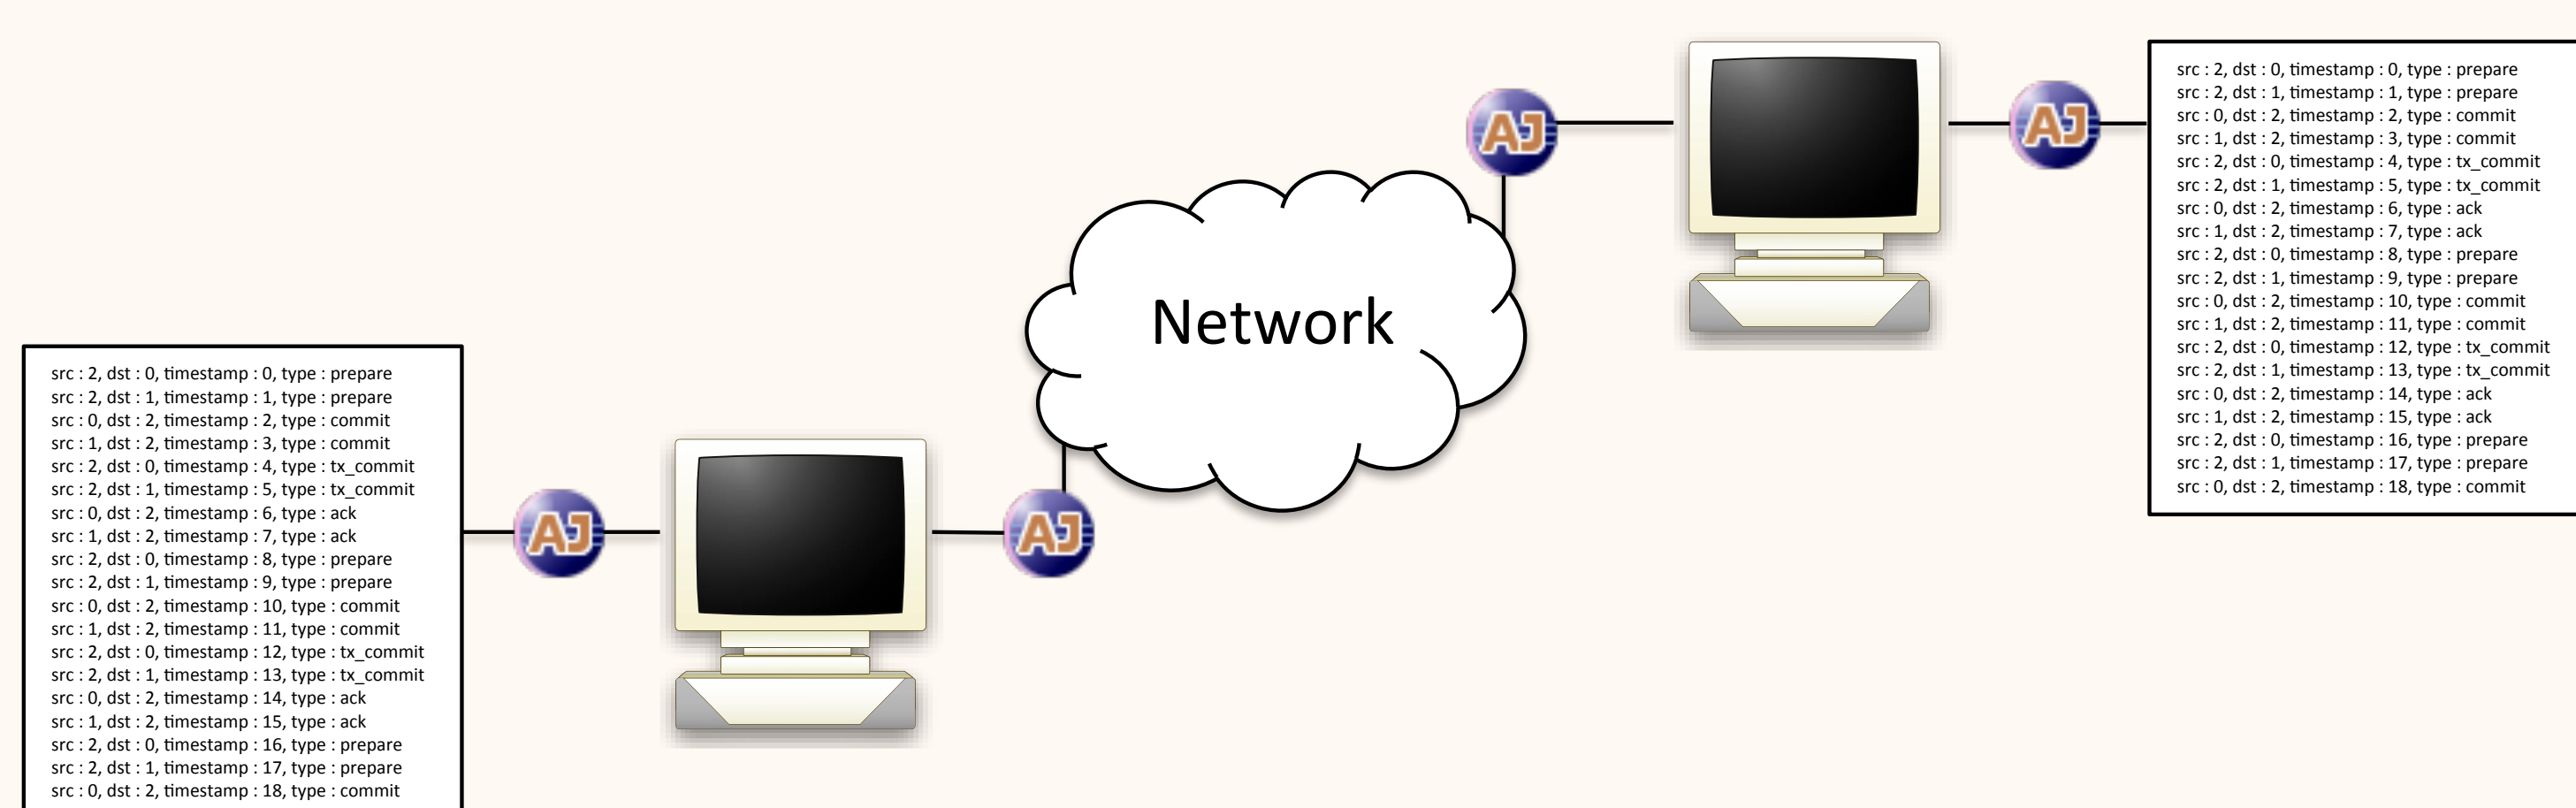 AJ
AJ
src : 2, dst : 0, timestamp : 0, type : prepare
src : 2, dst : 1, timestamp : 1, type : prepare
src : 0, dst : 2, timestamp : 2, type : commit
src : 1, dst : 2, timestamp : 3, type : commit
src : 2, dst : 0, timestamp : 4, type : tx_commit
src : 2, dst : 1, timestamp : 5, type : tx_commit
src : 0, dst : 2, timestamp : 6, type : ack
src : 1, dst : 2, timestamp : 7, type : ack
src : 2, dst : 0, timestamp : 8, type : prepare
src : 2, dst : 1, timestamp : 9, type : prepare
src : 0, dst : 2, timestamp : 10, type : commit
src : 1, dst : 2, timestamp : 11, type : commit
src : 2, dst : 0, timestamp : 12, type : tx_commit
src : 2, dst : 1, timestamp : 13, type : tx_commit
src : 0, dst : 2, timestamp : 14, type : ack
src : 1, dst : 2, timestamp : 15, type : ack
src : 2, dst : 0, timestamp : 16, type : prepare
src : 2, dst : 1, timestamp : 17, type : prepare
src : 0, dst : 2, timestamp : 18, type : commit
Network
src : 2, dst : 0, timestamp : 0, type : prepare
src : 2, dst : 1, timestamp : 1, type : prepare
src : 0, dst : 2, timestamp : 2, type : commit
src : 1, dst : 2, timestamp : 3, type : commit
src : 2, dst : 0, timestamp : 4, type : tx_commit
src : 2, dst : 1, timestamp : 5, type : tx_commit
src : 0, dst : 2, timestamp : 6, type : ack
src : 1, dst : 2, timestamp : 7, type : ack
src : 2, dst : 0, timestamp : 8, type : prepare
src : 2, dst : 1, timestamp : 9, type : prepare
src : 0, dst : 2, timestamp : 10, type : commit
src : 1, dst : 2, timestamp : 11, type : commit
src : 2, dst : 0, timestamp : 12, type : tx_commit
src : 2, dst : 1, timestamp : 13, type : tx_commit
src : 0, dst : 2, timestamp : 14, type : ack
src : 1, dst : 2, timestamp : 15, type : ack
src : 2, dst : 0, timestamp : 16, type : prepare
src : 2, dst : 1, timestamp : 17, type : prepare
src : 0, dst : 2, timestamp : 18, type : commit
AJ
AJ